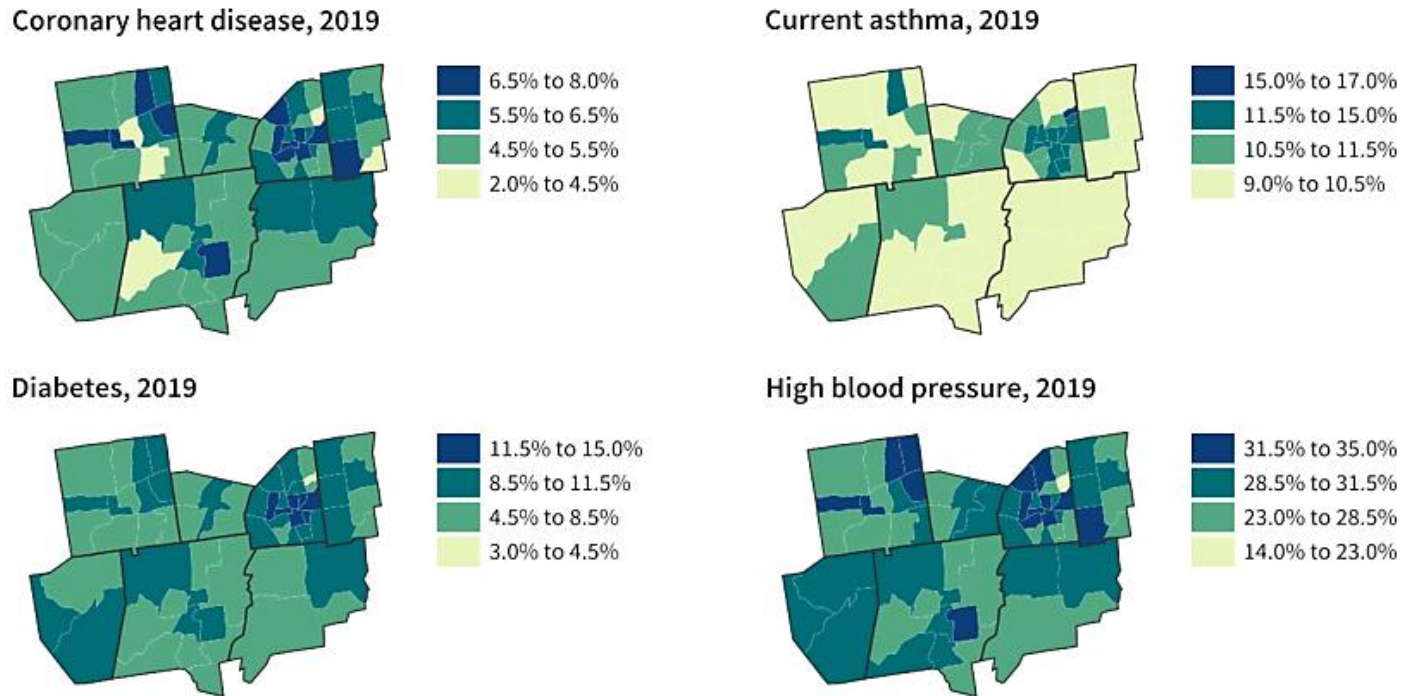 Coronary heart disease, 2019
6.5% to 8.0%
5.5% to 6.5%
4.5% to 5.5%
2.0% to 4.5%
Current asthma, 2019
15.0% to 17.0%
11.5% to 15.0%
10.5% to 11.5%
9.0% to 10.5%
Diabetes, 2019
11.5% to 15.0%
8.5% to 11.5%
4.5% to 8.5%
3.0% to 4.5%
High blood pressure, 2019
31.5% to 35.0%
28.5% to 31.5%
23.0% to 28.5%
14.0% to 23.0%